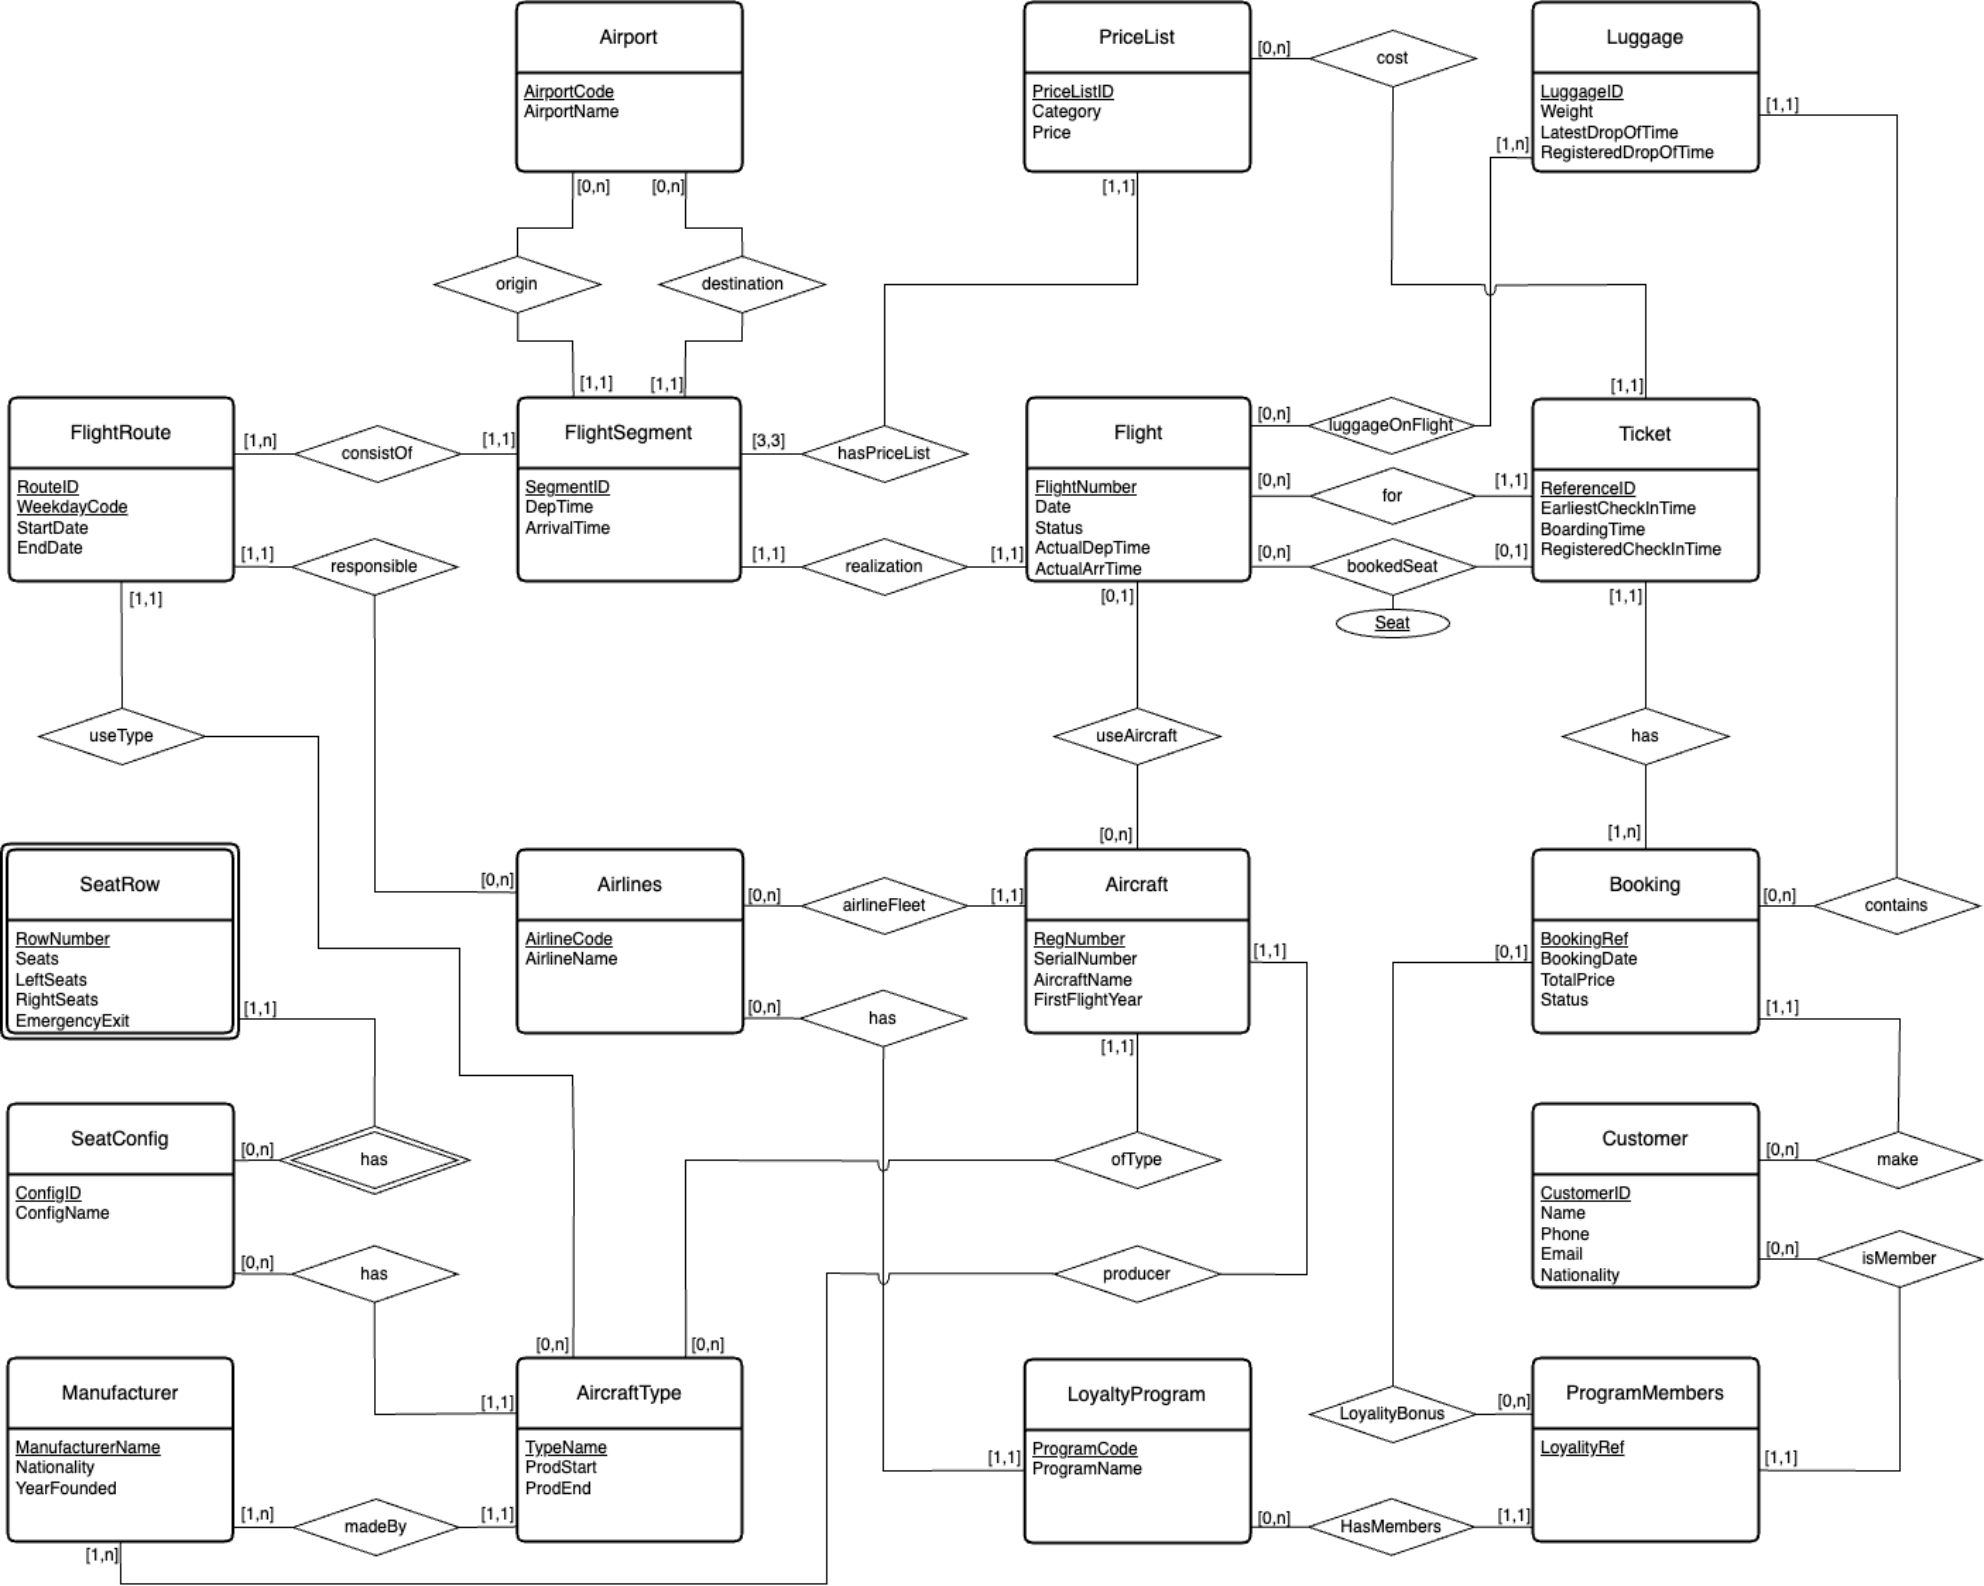 Airport
AirportCode
AirportName
PriceList
PriceListID
Category
Price
[0,n]
cost
Luggage
LuggageID
Weight
LatestDropOfTime
RegisteredDropOfTime
[1,1]
[1,n]
[0,n]
[0,n]
[1,1]
origin
destination
[1,1]
[1,1]
[1,1]
FlightRoute
RouteID
WeekdayCode
StartDate
EndDate
[1,n]
consistOf
[1,1]
FlightSegment
SegmentID
DepTime
ArrivalTime
[3,3]
hasPriceList
Flight
FlightNumber
Date
Status
ActualDepTime
ActualArrTime
[0,n]
luggageOnFlight
Ticket
ReferenceID
EarliestCheckInTime
BoardingTime
RegisteredCheckInTime
[0,n]
for
[1,1]
[1,1]
responsible
[1,1]
realization
[1,1]
[0,n]
bookedSeat
[0,1]
Seat
[1,1]
[0,1]
[1,1]
useType
useAircraft
has
[0,n]
[1,n]
SeatRow
RowNumber
Seats
LeftSeats
RightSeats
EmergencyExit
[1,1]
[0,n]
Airlines
AirlineCode
AirlineName
[0,n]
airlineFleet
[1,1]
Aircraft
RegNumber
SerialNumber
AircraftName
FirstFlightYear
[1,1]
[0,n]
has
Booking
BookingRef
BookingDate
TotalPrice
Status
[0,n]
contains
[0,1]
[1,1]
[1,1]
SeatConfig
ConfigID
ConfigName
[0,n]
has
[0,n]
has
ofType
producer
Customer
CustomerID
Name
Phone
Email
Nationality
[0,n]
make
[0,n]
isMember
[0,n]
[0,n]
Manufacturer
ManufacturerName
Nationality
YearFounded
[1,1]
AircraftType
TypeName
ProdStart
ProdEnd
[1,n]
madeBy
[1,1]
[1,n]
LoyaltyProgram
ProgramCode
ProgramName
[1,1]
LoyalityBonus
[0,n]
ProgramMembers
LoyalityRef
[1,1]
[0,n]
HasMembers
[1,1]